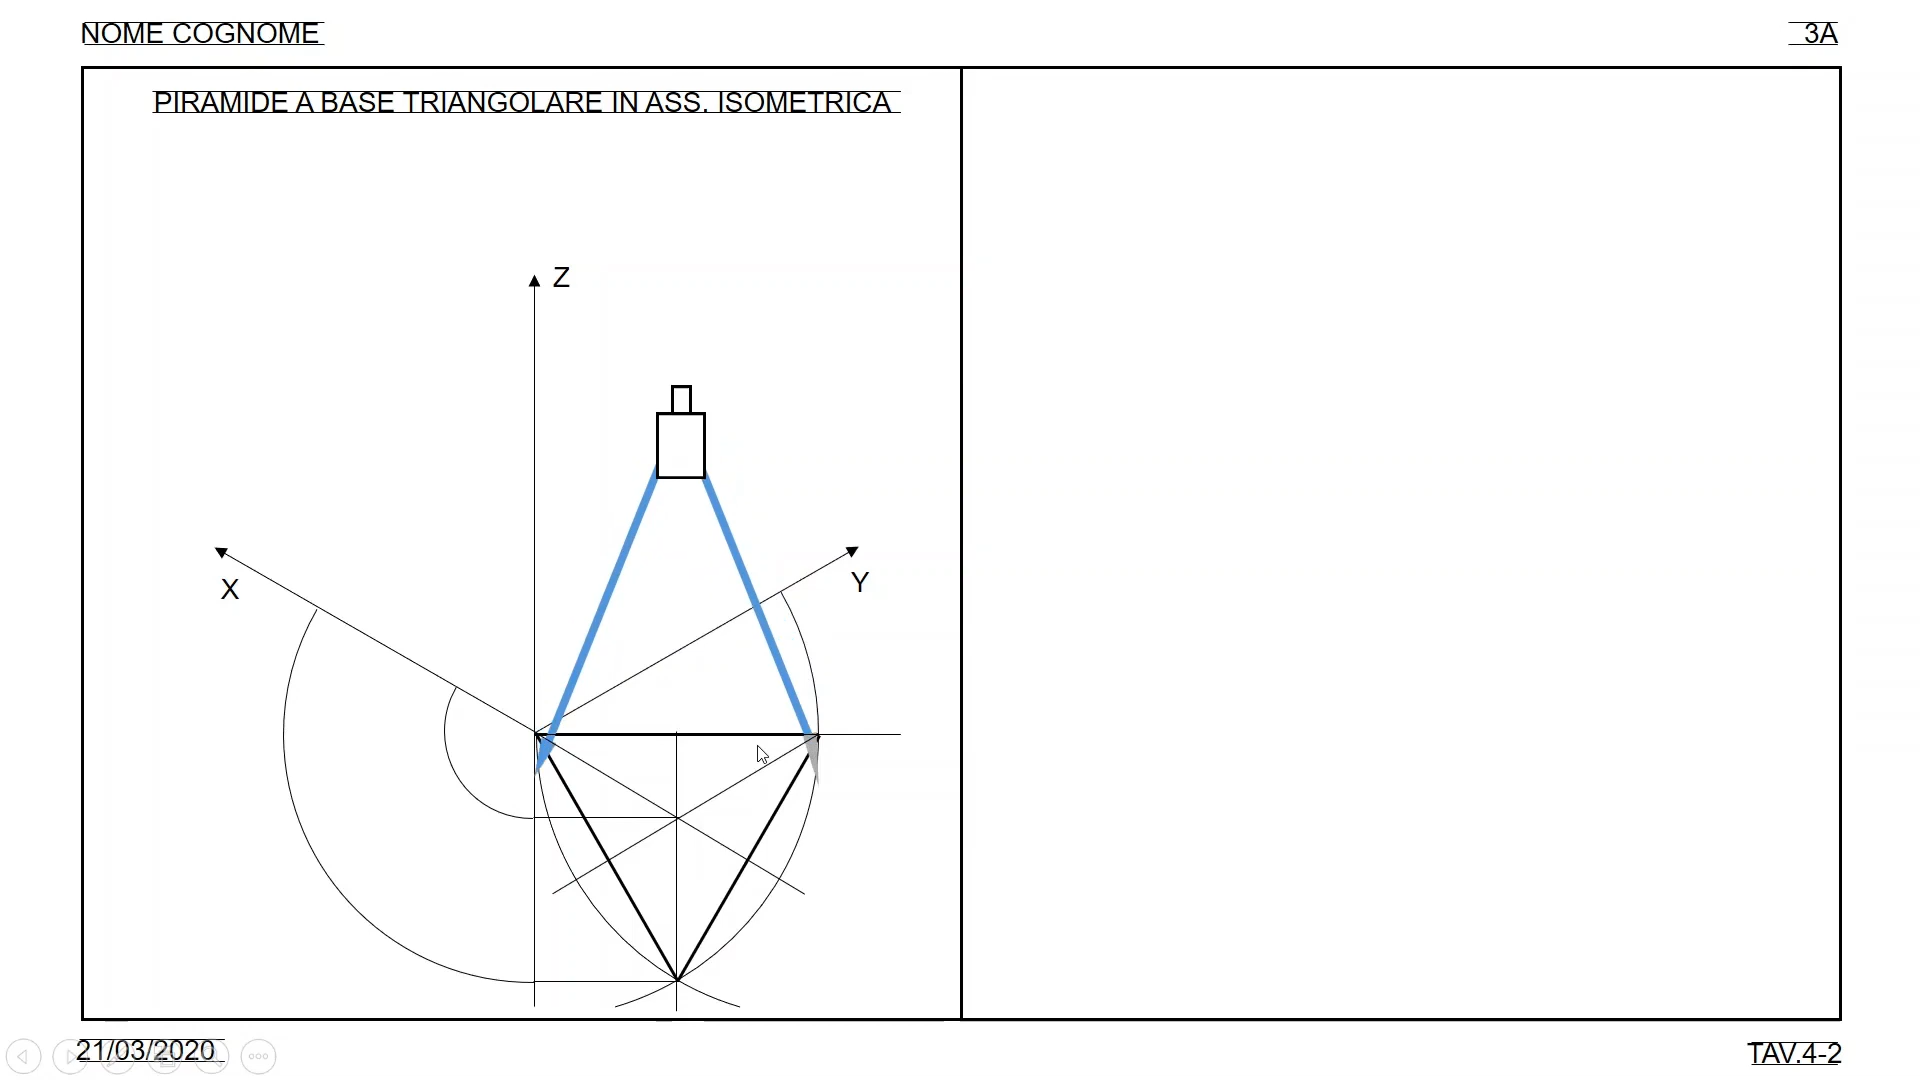 NOME COGNOME
3A
PIRAMIDE A BASE TRIANGOLARE IN ASS. ISOMETRICA
Z
X
Y
21/03/2020
TAV.4-2